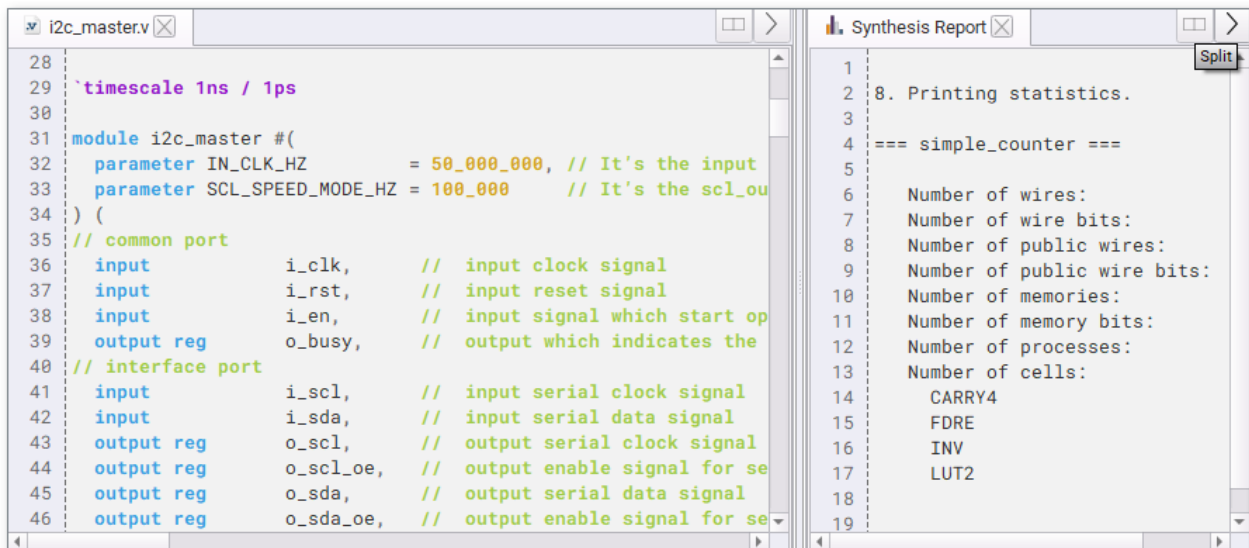 i2c_master.v
28
29 `timescale 1ns / 1ps
30
31 module i2c_master #(
32 parameter IN_CLK_HZ = 50_000_000, // It's the input
33 parameter SCL_SPEED_MODE_HZ = 100_000 // It's the scl_ou
34 ) (
35 // common port
36 input i_clk, // input clock signal
37 input i_rst, // input reset signal
38 input i_en, // input signal which start op
39 output reg o_busy, // output which indicates the
40 // interface port
41 input i_scl, // input serial clock signal
42 input i_sda, // input serial data signal
43 output reg o_scl, // output serial clock signal
44 output reg o_scl_oe, // output enable signal for se
45 output reg o_sda, // output serial data signal
46 output reg o_sda_oe, // output enable signal for se
Synthesis Report
Split
1
2 8. Printing statistics.
3
4 === simple_counter ===
5
6 Number of wires:
7 Number of wire bits:
8 Number of public wires:
9 Number of public wire bits:
10 Number of memories:
11 Number of memory bits:
12 Number of processes:
13 Number of cells:
14 CARRY4
15 FDRE
16 INV
17 LUT2
18
19